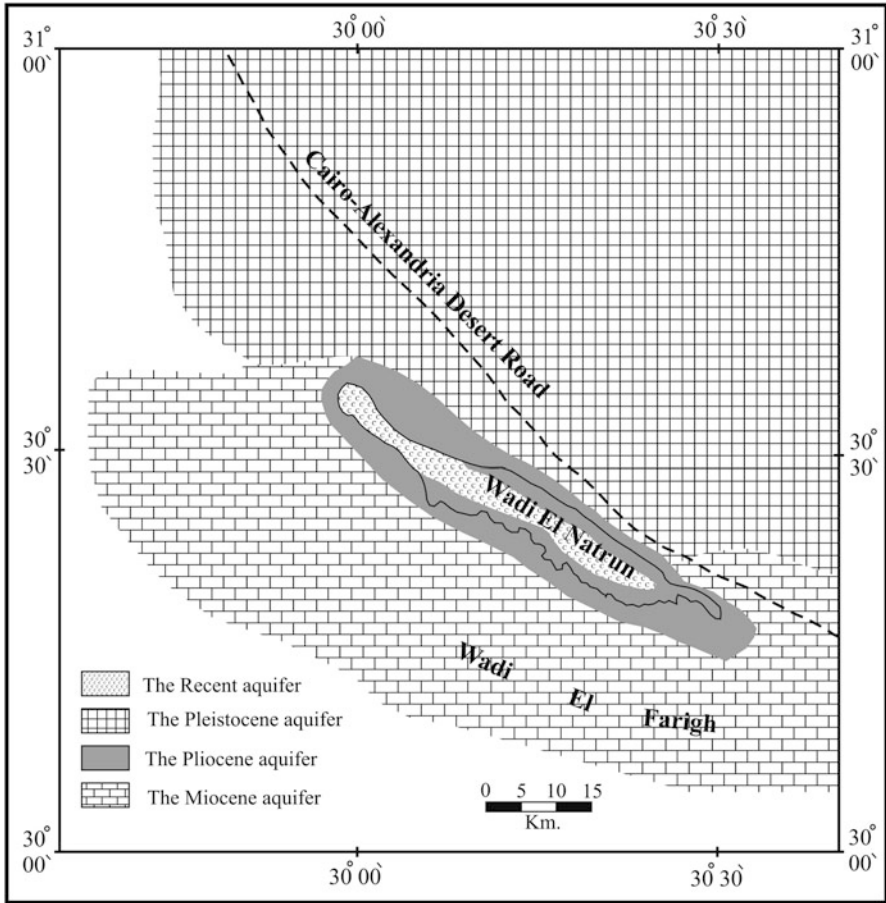 30° 00` 30° 30`
31° 00` 31° 00`
Cairo-Alexandria Desert Road
30° 30` 30° 30`
Wadi El Natrun
Wadi El Farigh
The Recent aquifer
The Pleistocene aquifer
The Pliocene aquifer
The Miocene aquifer
0 5 10 15
Km.
30° 00` 30° 00`
30° 00` 30° 30`